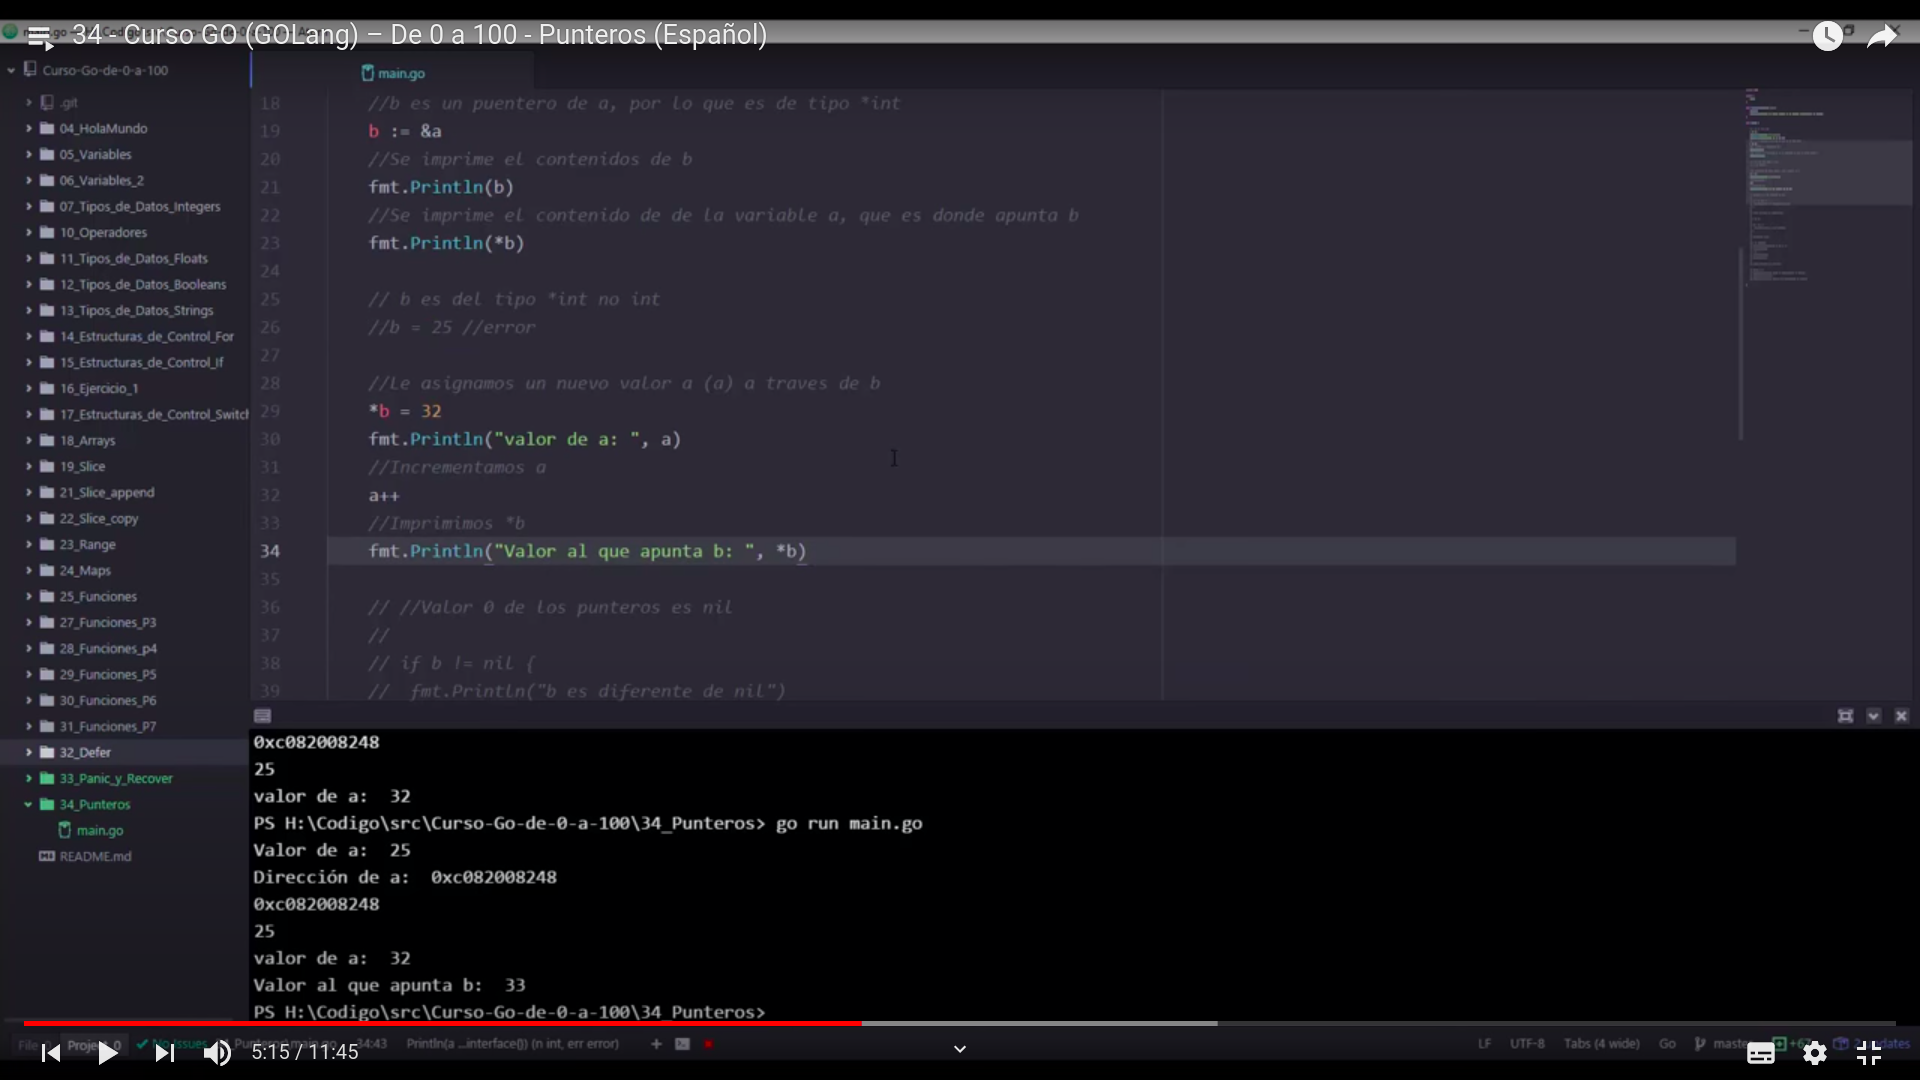 34 - Curso GO (GOLang) – De 0 a 100 - Punteros (Español)
Curso-Go-de-0-a-100
.git
04_HolaMundo
05_Variables
06_Variables_2
07_Tipos_de_Datos_Integers
10_Operadores
11_Tipos_de_Datos_Floats
12_Tipos_de_Datos_Booleans
13_Tipos_de_Datos_Strings
14_Estructuras_de_Control_For
15_Estructuras_de_Control_If
16_Ejercicio_1
17_Estructuras_de_Control_Switch
18_Arrays
19_Slice
21_Slice_append
22_Slice_copy
23_Range
24_Maps
25_Funciones
27_Funciones_P3
28_Funciones_p4
29_Funciones_P5
30_Funciones_P6
31_Funciones_P7
32_Defer
33_Panic_y_Recover
34_Punteros
main.go
README.md
main.go
18 //b es un puentero de a, por lo que es de tipo *int
19 b := &a
20 //Se imprime el contenidos de b
21 fmt.Println(b)
22 //Se imprime el contenido de de la variable a, que es donde apunta b
23 fmt.Println(*b)
24
25 // b es del tipo *int no int
26 //b = 25 //error
27
28 //Le asignamos un nuevo valor a (a) a traves de b
29 *b = 32
30 fmt.Println("valor de a: ", a)
31 //Incrementamos a
32 a++
33 //Imprimimos *b
34 fmt.Println("Valor al que apunta b: ", *b)
35
36 // //Valor 0 de los punteros es nil
37 //
38 // if b != nil {
39 // fmt.Println("b es diferente de nil")
0xc082008248
25
valor de a:  32
PS H:\Codigo\src\Curso-Go-de-0-a-100\34_Punteros> go run main.go
Valor de a:  25
Dirección de a:  0xc082008248
0xc082008248
25
valor de a:  32
Valor al que apunta b:  33
PS H:\Codigo\src\Curso-Go-de-0-a-100\34_Punteros>
File 0 Project 0 No Issues main.go 34:43 Println(a ...interface{}) (n int, err error) LF UTF-8 Tabs (4 wide) Go
5:15 / 11:45